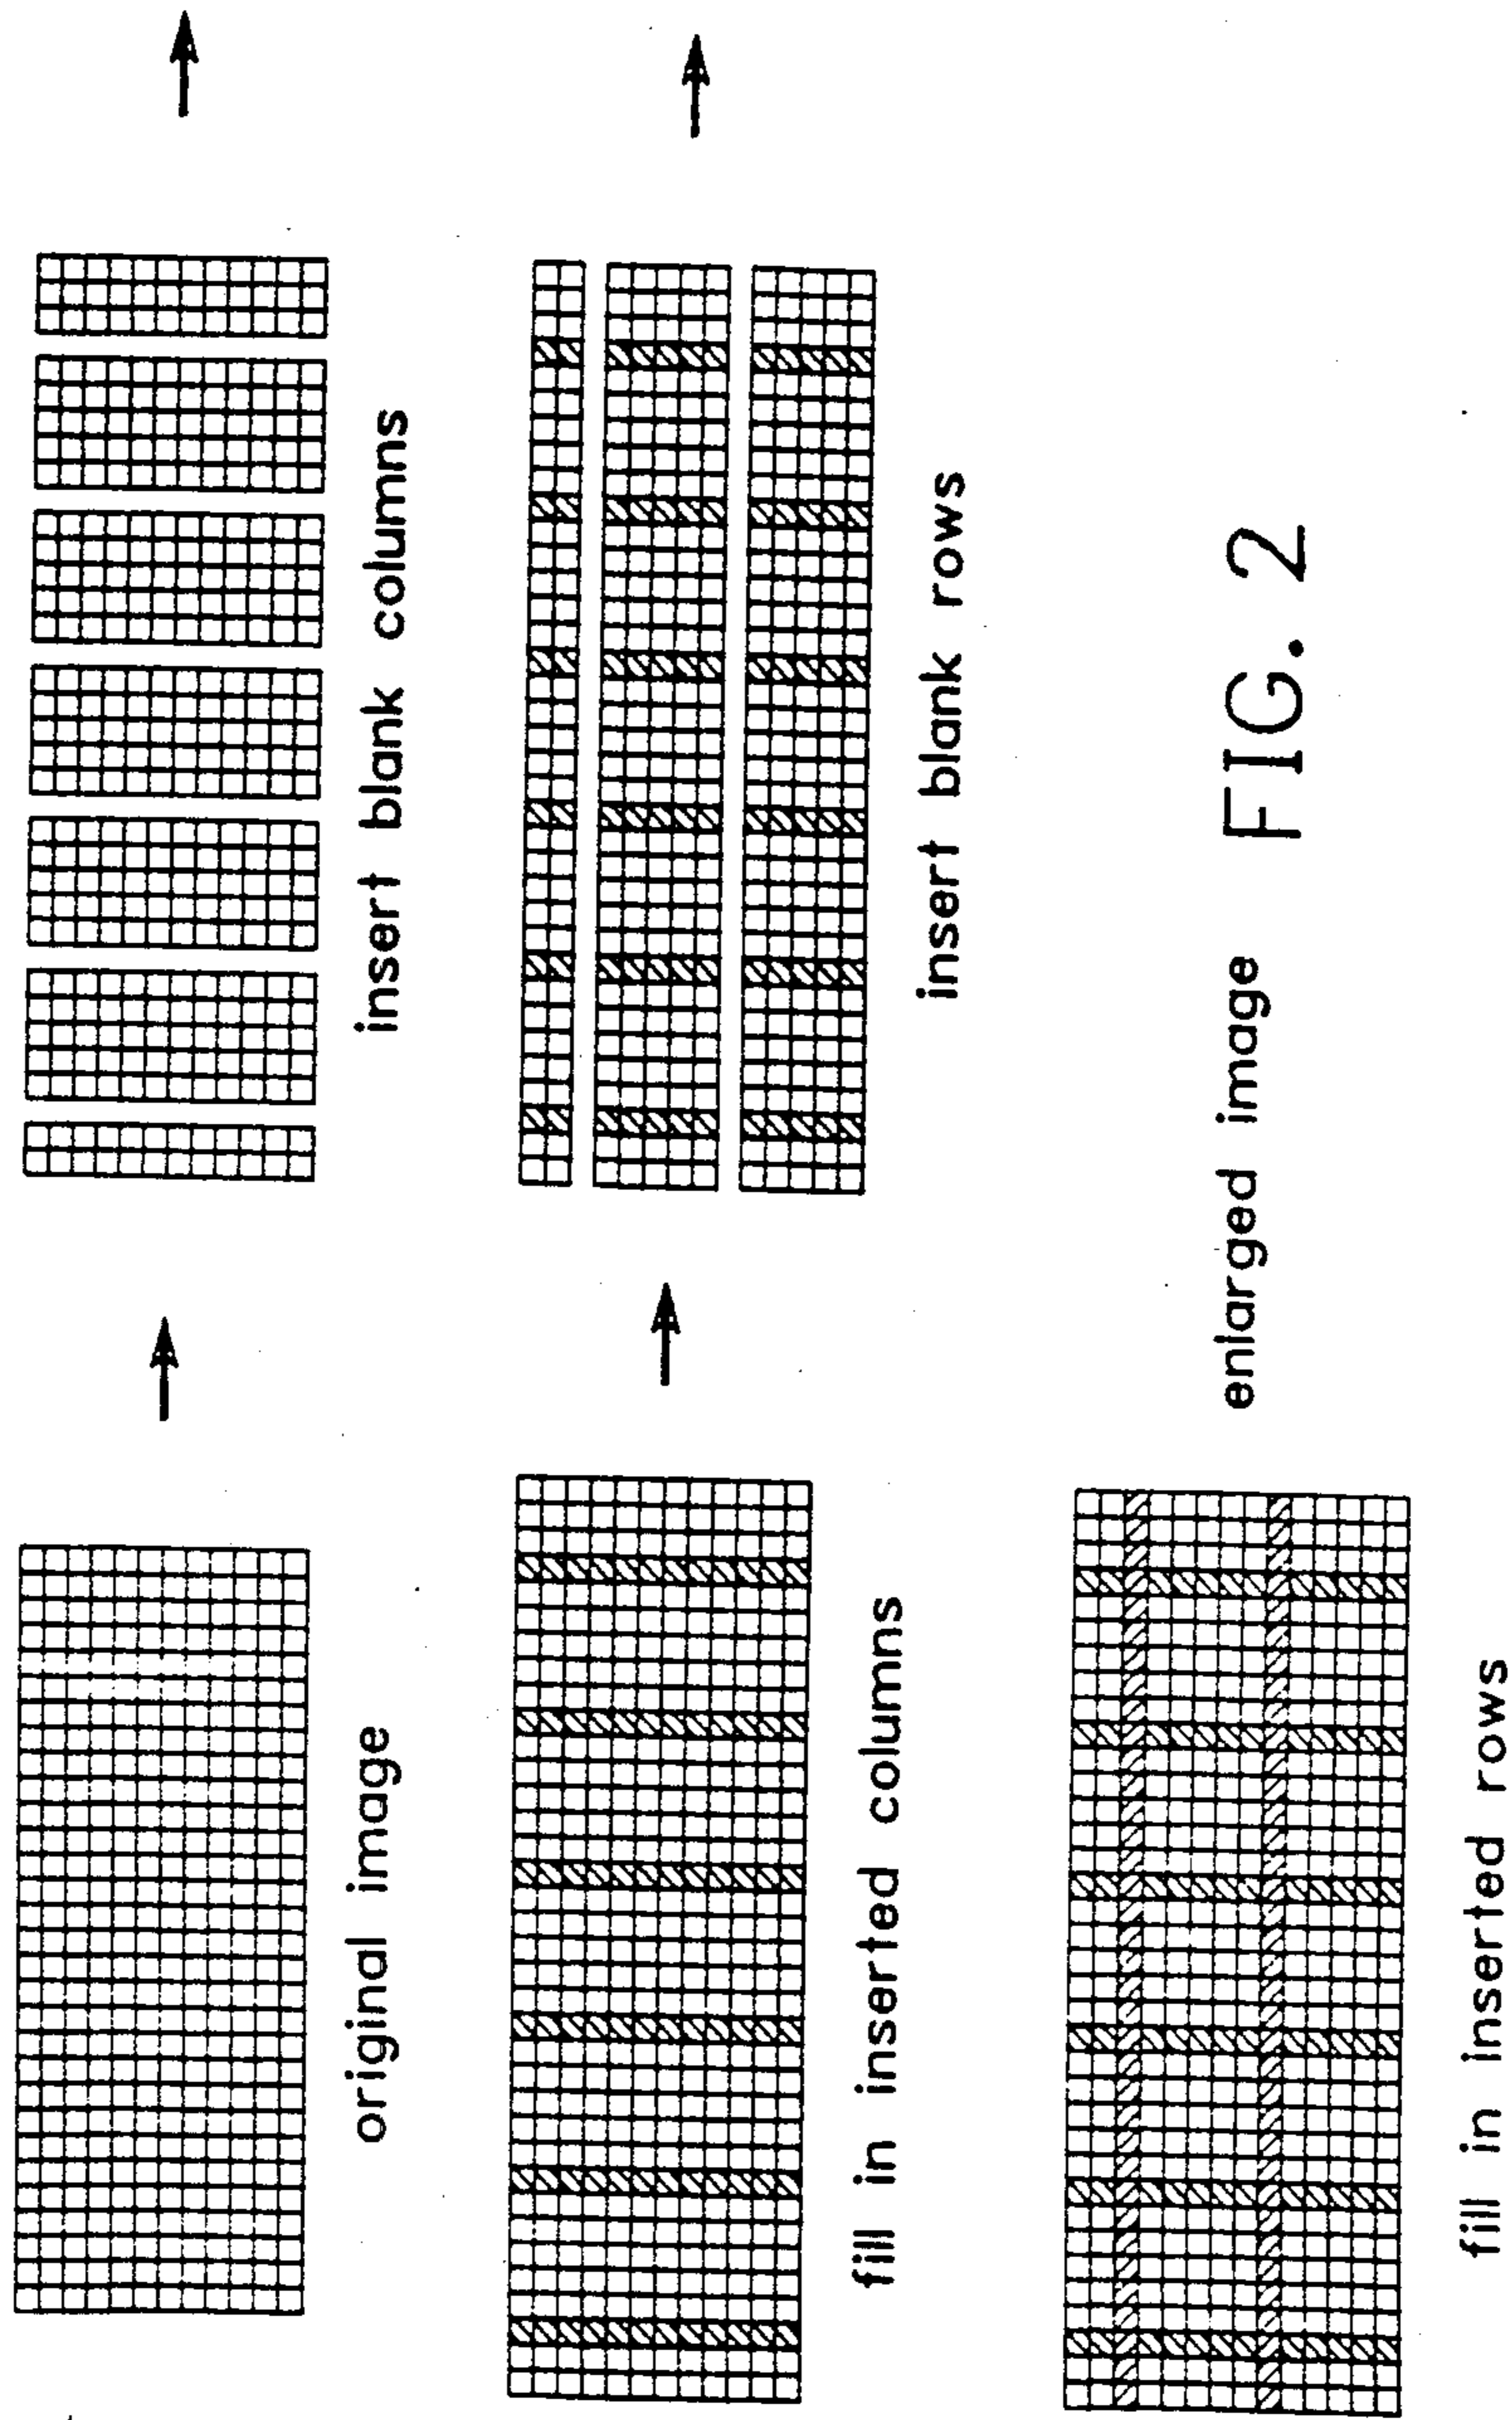 original image
insert blank columns
fill in inserted columns
insert blank rows
fill in inserted rows
enlarged image
FIG. 2